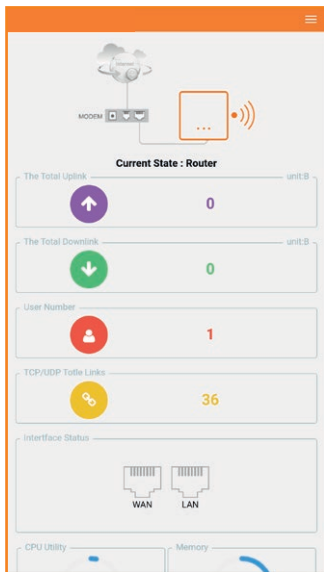 Internet
MODEM
Current State : Router
The Total Uplink
unit:B
0
The Total Downlink
unit:B
0
User Number
1
TCP/UDP Totle Links
36
Intertface Status
WAN
LAN
CPU Utility
Memory